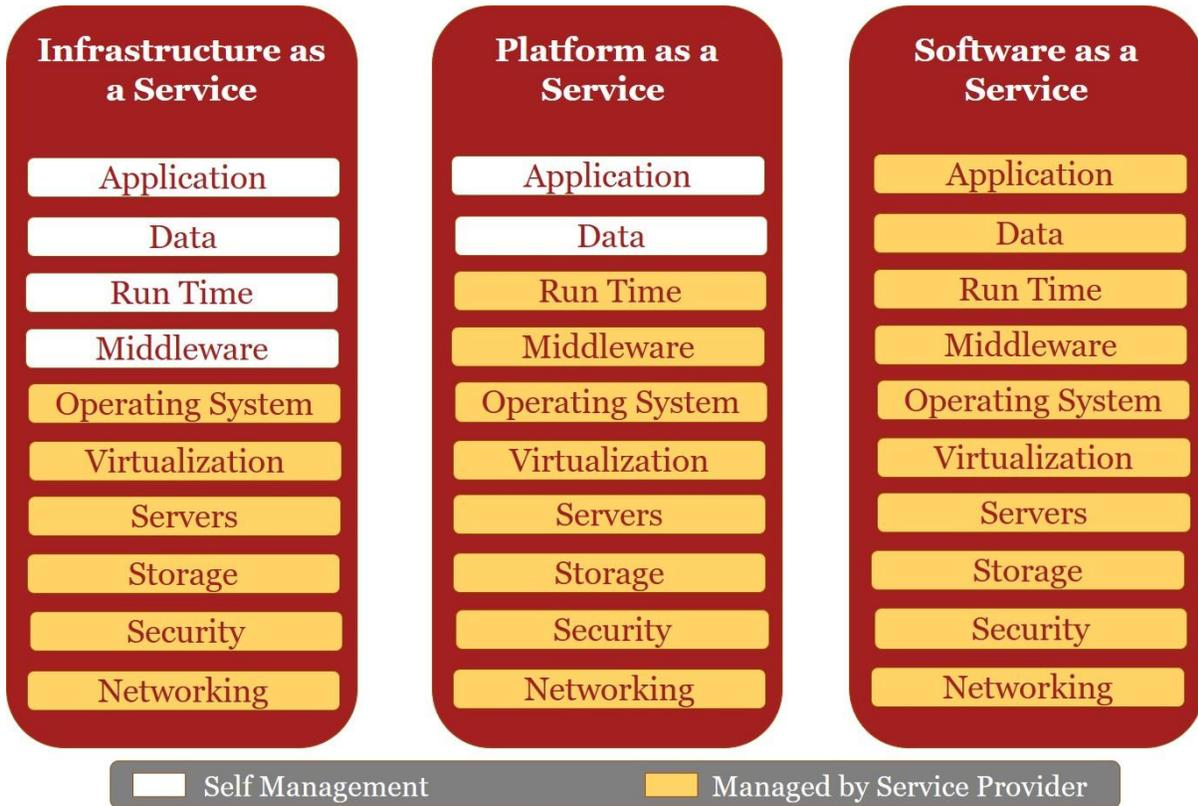 Infrastructure as
a Service
Application
Data
Run Time
Middleware
Operating System
Virtualization
Servers
Storage
Security
Networking
Platform as a
Service
Application
Data
Run Time
Middleware
Operating System
Virtualization
Servers
Storage
Security
Networking
Software as a
Service
Application
Data
Run Time
Middleware
Operating System
Virtualization
Servers
Storage
Security
Networking
Self Management
Managed by Service Provider